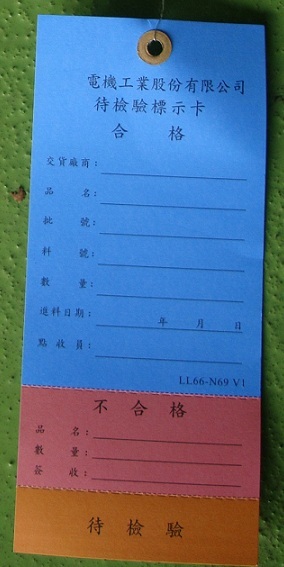 電機工業股份有限公司
待檢驗標示卡
合格
交貨廠商:
品名:
批號:
料號:
數量:
進料日期: 年 月 日
點收員:
LL66-N69 V1
不合格
品名:
數量:
簽收:
待檢驗